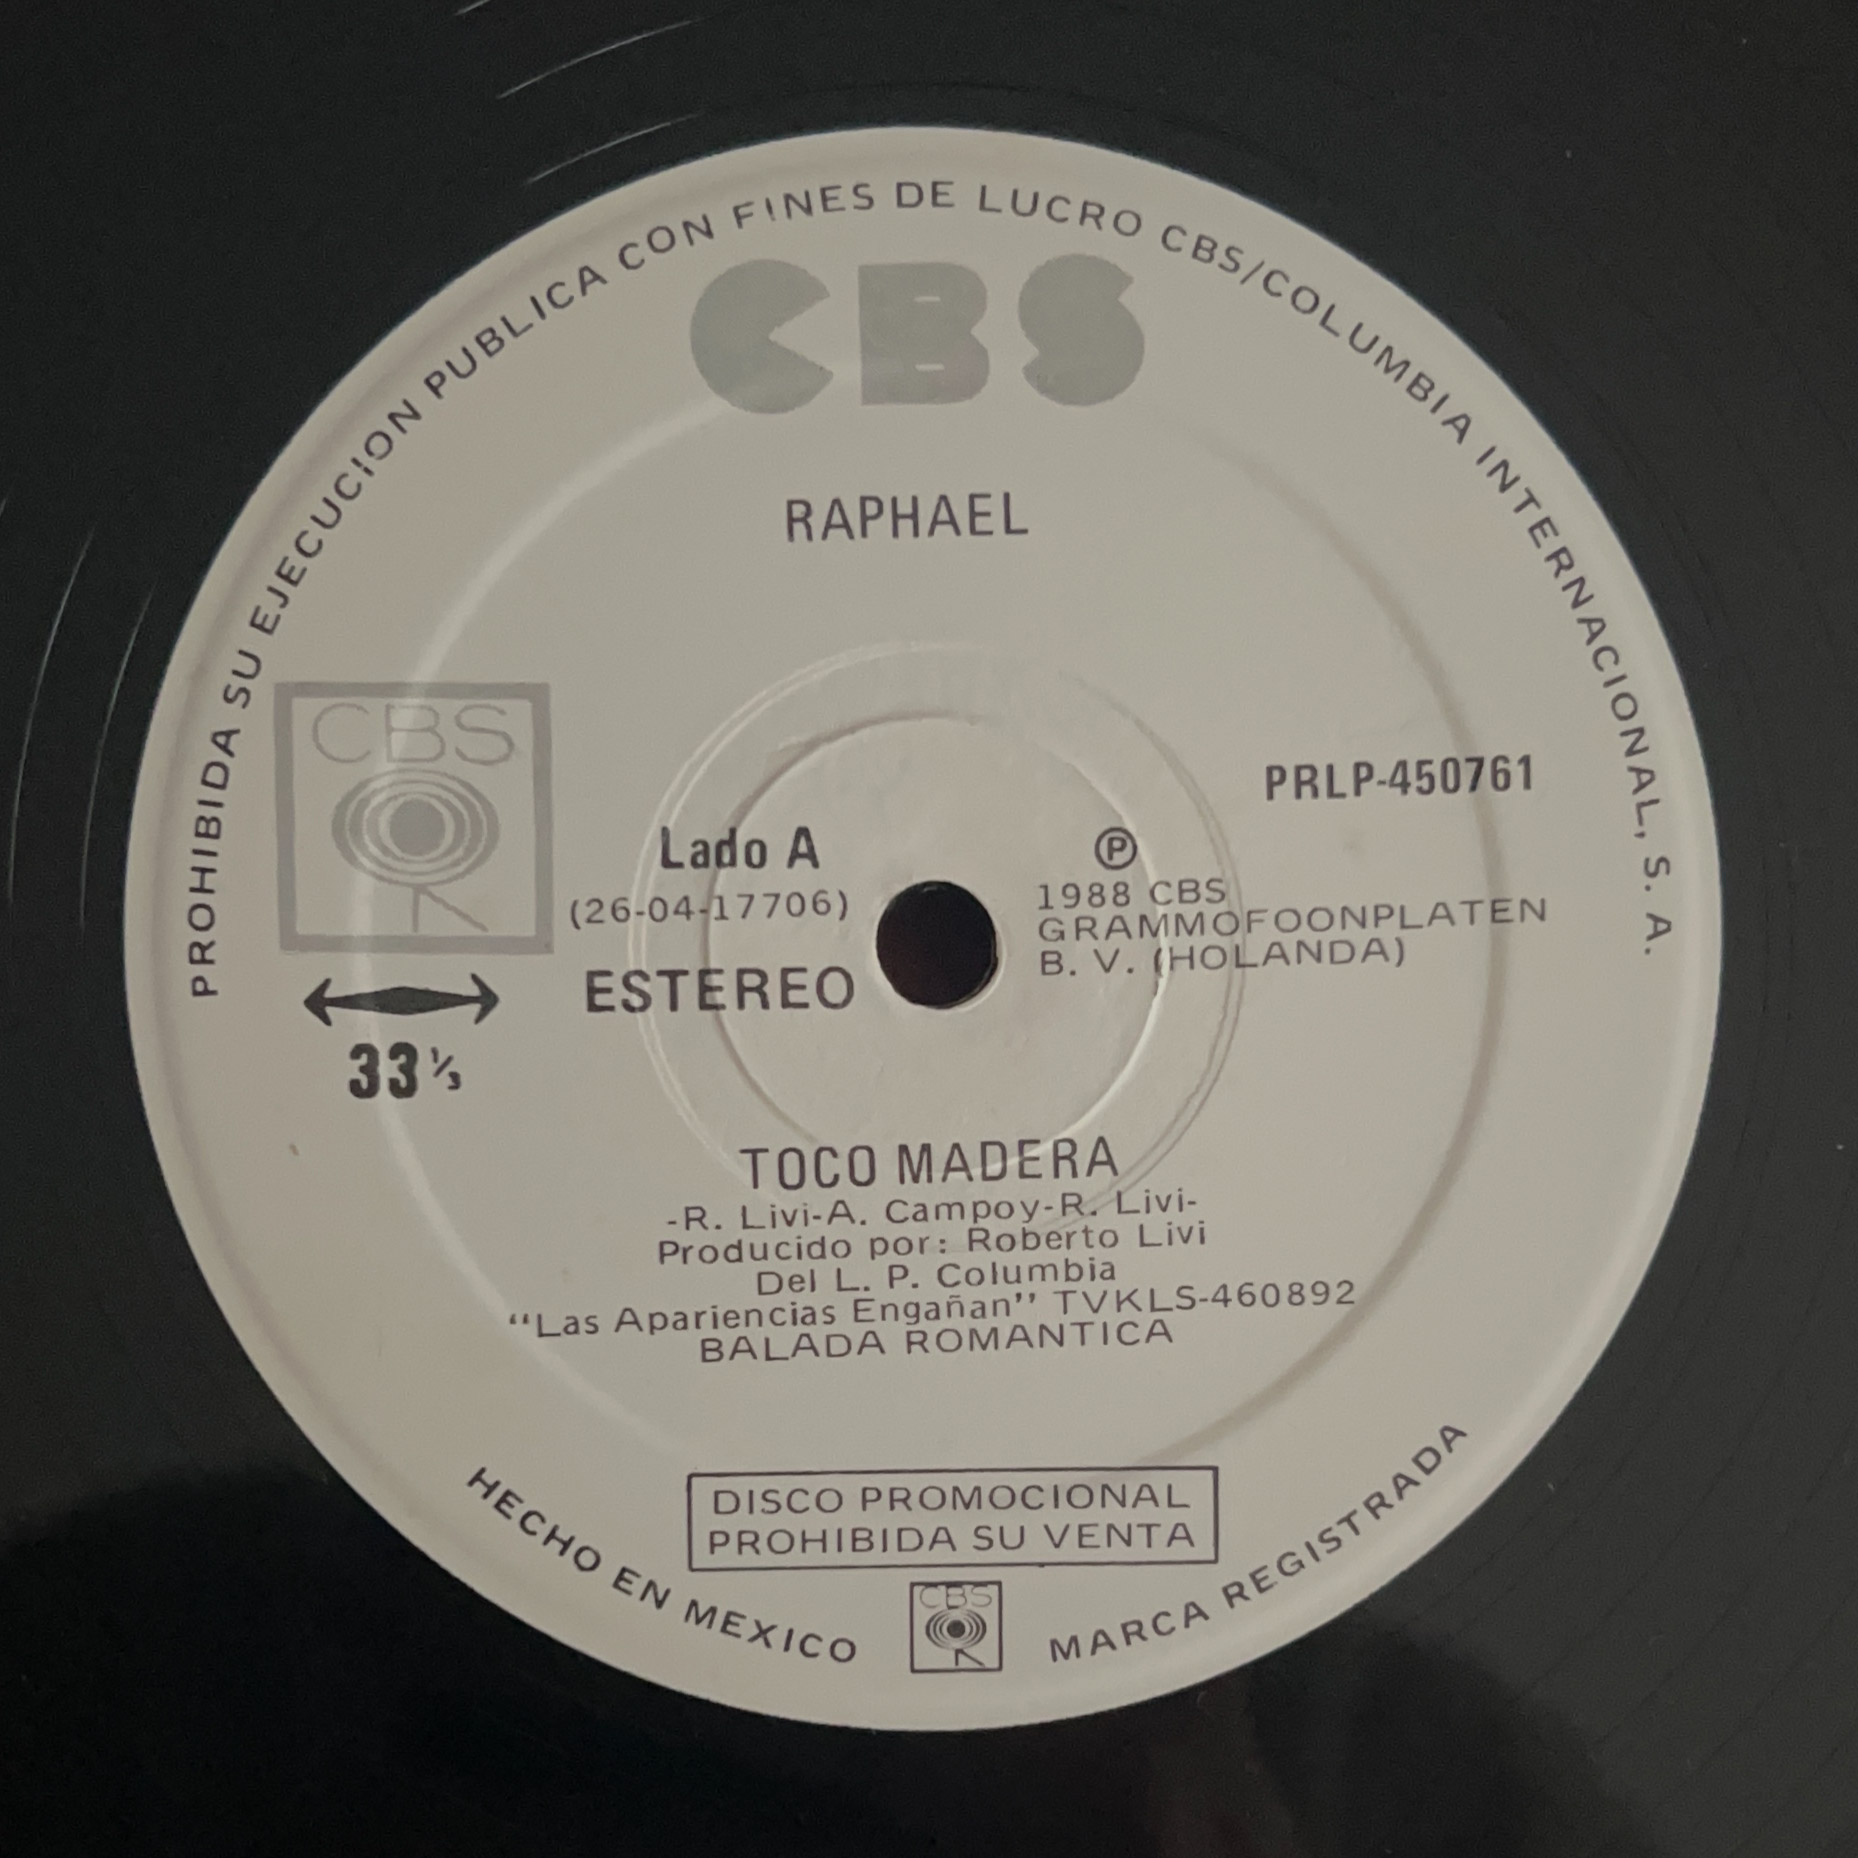 PROHIBIDA SU EJECUCION PUBLICA CON FINES DE LUCRO CBS/COLUMBIA INTERNACIONAL, S. A.
CBS
RAPHAEL
CBS
PRLP-450761
Lado A
(26-04-17706)
ESTEREO
℗
1988 CBS
GRAMMOFOONPLATEN
B. V. (HOLANDA)
33 ⅓
TOCO MADERA
-R. Livi-A. Campoy-R. Livi-
Producido por: Roberto Livi
Del L. P. Columbia
“Las Apariencias Engañan” TVKLS-460892
BALADA ROMANTICA
DISCO PROMOCIONAL
PROHIBIDA SU VENTA
HECHO EN MEXICO
CBS
R
MARCA REGISTRADA